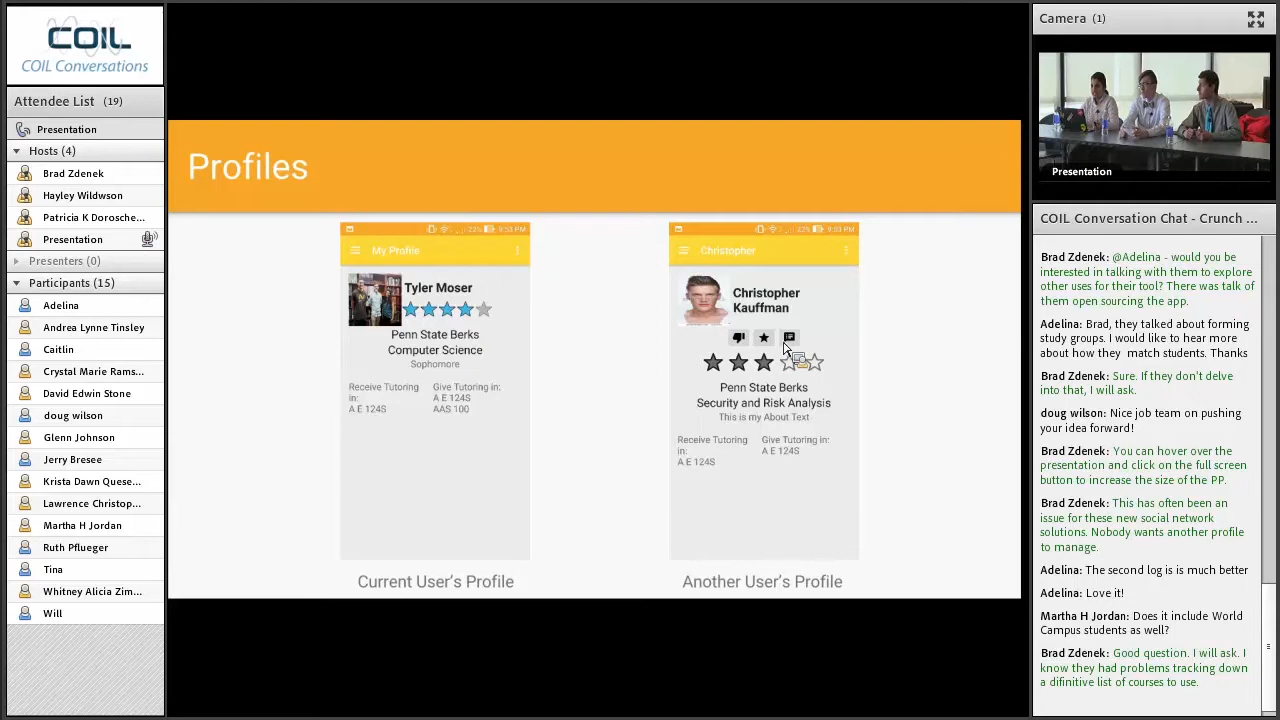 COIL
COIL Conversations
Attendee List (19)
Presentation
Hosts (4)
Brad Zdenek
Hayley Wildwson
Patricia K Dorosche...
Presentation
Presenters (0)
Participants (15)
Adelina
Andrea Lynne Tinsley
Caitlin
Crystal Marie Rams...
David Edwin Stone
doug wilson
Glenn Johnson
Jerry Bresee
Krista Dawn Quese...
Lawrence Christop...
Martha H Jordan
Ruth Pflueger
Tina
Whitney Alicia Zim...
Will
Profiles
22% 9:53 PM
My Profile
Tyler Moser
Penn State Berks
Computer Science
Sophomore
Receive Tutoring
in:
A E 124S
Give Tutoring in:
A E 124S
AAS 100
Current User's Profile
Christopher
Christopher
Kauffman
Penn State Berks
Security and Risk Analysis
This is my About Text
Receive Tutoring
in:
A E 124S
Give Tutoring in:
A E 124S
Another User's Profile
Camera (1)
Presentation
COIL Conversation Chat - Crunch ...
Brad Zdenek: @Adelina - would you be
interested in talking with them to explore
other uses for their tool? There was talk of
them open sourcing the app.
Adelina: Brad, they talked about forming
study groups. I would like to hear more
about how they match students. Thanks
Brad Zdenek: Sure. If they don't delve
into that, I will ask.
doug wilson: Nice job team on pushing
your idea forward!
Brad Zdenek: You can hover over the
presentation and click on the full screen
button to increase the size of the PP.
Brad Zdenek: This has often been an
issue for these new social network
solutions. Nobody wants another profile
to manage.
Adelina: The second log is is much better
Adelina: Love it!
Martha H Jordan: Does it include World
Campus students as well?
Brad Zdenek: Good question. I will ask. I
know they had problems tracking down
a difinitive list of courses to use.